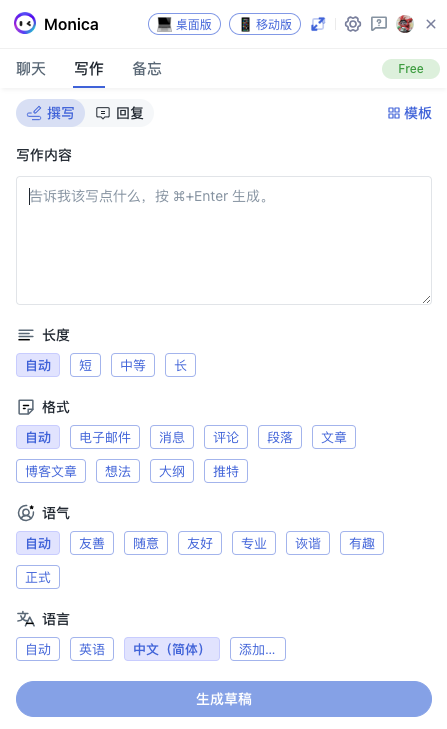 Monica
桌面版
移动版
聊天
写作
备忘
Free
撰写
回复
模板
写作内容
告诉我该写点什么，按 ⌘+Enter 生成。
长度
自动 短 中等 长
格式
自动 电子邮件 消息 评论 段落 文章
博客文章 想法 大纲 推特
语气
自动 友善 随意 友好 专业 诙谐 有趣
正式
语言
自动 英语 中文（简体） 添加...
生成草稿